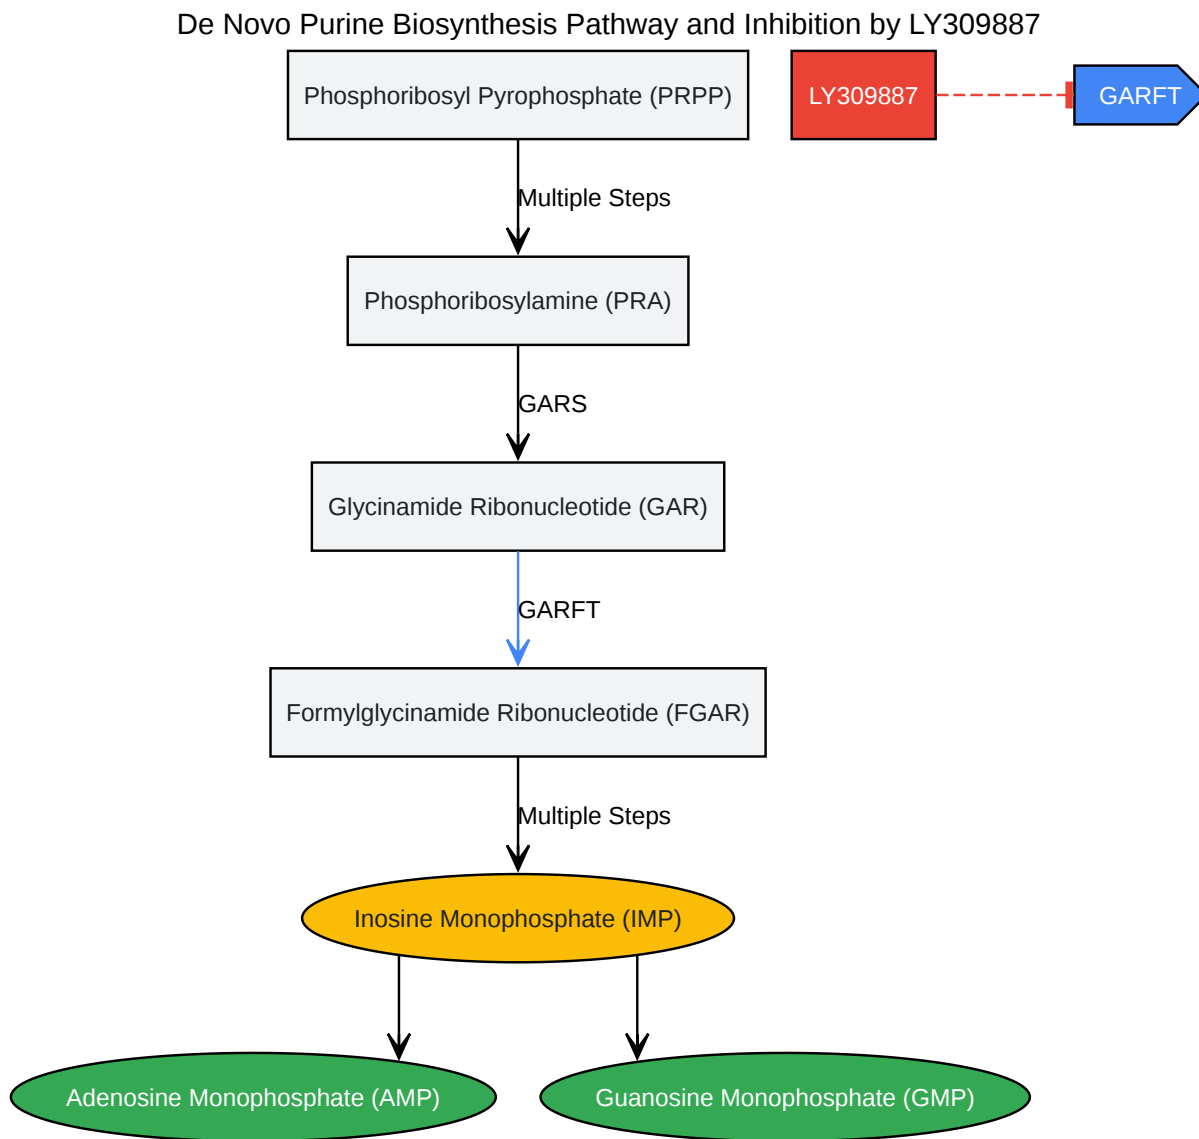 De Novo Purine Biosynthesis Pathway and Inhibition by LY309887
Phosphoribosyl Pyrophosphate (PRPP)
LY309887
GARFT
Multiple Steps
Phosphoribosylamine (PRA)
GARS
Glycinamide Ribonucleotide (GAR)
GARFT
Formylglycinamide Ribonucleotide (FGAR)
Multiple Steps
Inosine Monophosphate (IMP)
Adenosine Monophosphate (AMP)
Guanosine Monophosphate (GMP)